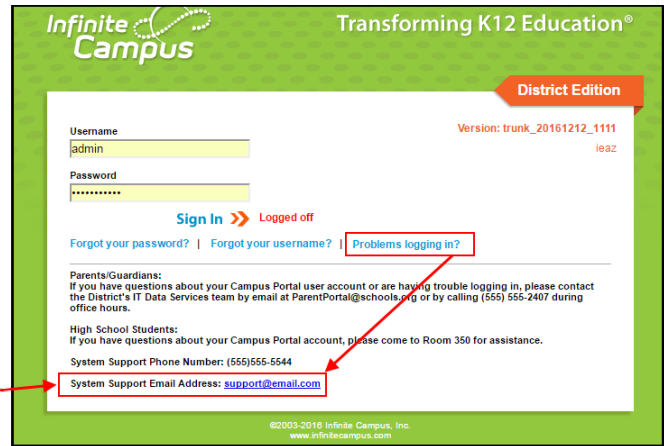 Infinite
Campus
Transforming K12 Education®
District Edition
Version: trunk_20161212_1111
ieaz
Username
admin
Password
•••••••••••
Sign In Logged off
Forgot your password? | Forgot your username? | Problems logging in?
Parents/Guardians:
If you have questions about your Campus Portal user account or are having trouble logging in, please contact
the District's IT Data Services team by email at ParentPortal@schools.org or by calling (555) 555-2407 during
office hours.
High School Students:
If you have questions about your Campus Portal account, please come to Room 350 for assistance.
System Support Phone Number: (555)555-5544
System Support Email Address: support@email.com
©2003-2016 Infinite Campus, Inc.
www.infinitecampus.com